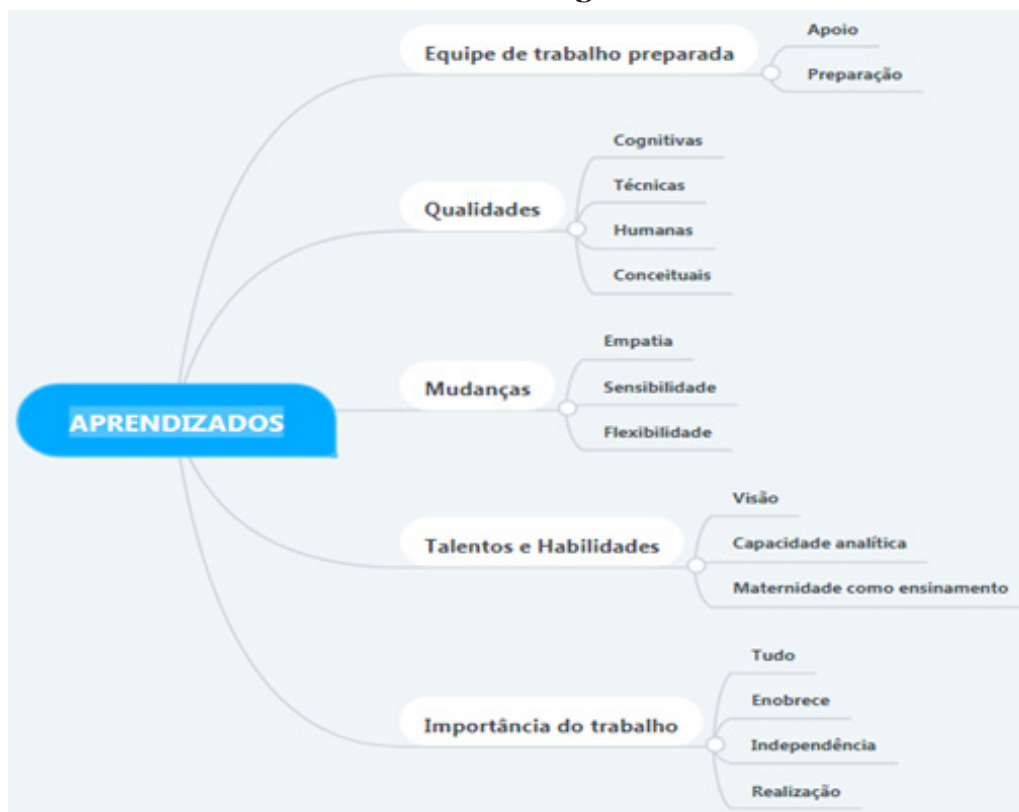 APRENDIZADOS
Equipe de trabalho preparada
Apoio
Preparação
Qualidades
Cognitivas
Técnicas
Humanas
Conceituais
Mudanças
Empatia
Sensibilidade
Flexibilidade
Talentos e Habilidades
Visão
Capacidade analítica
Maternidade como ensinamento
Importância do trabalho
Tudo
Enobrece
Independência
Realização